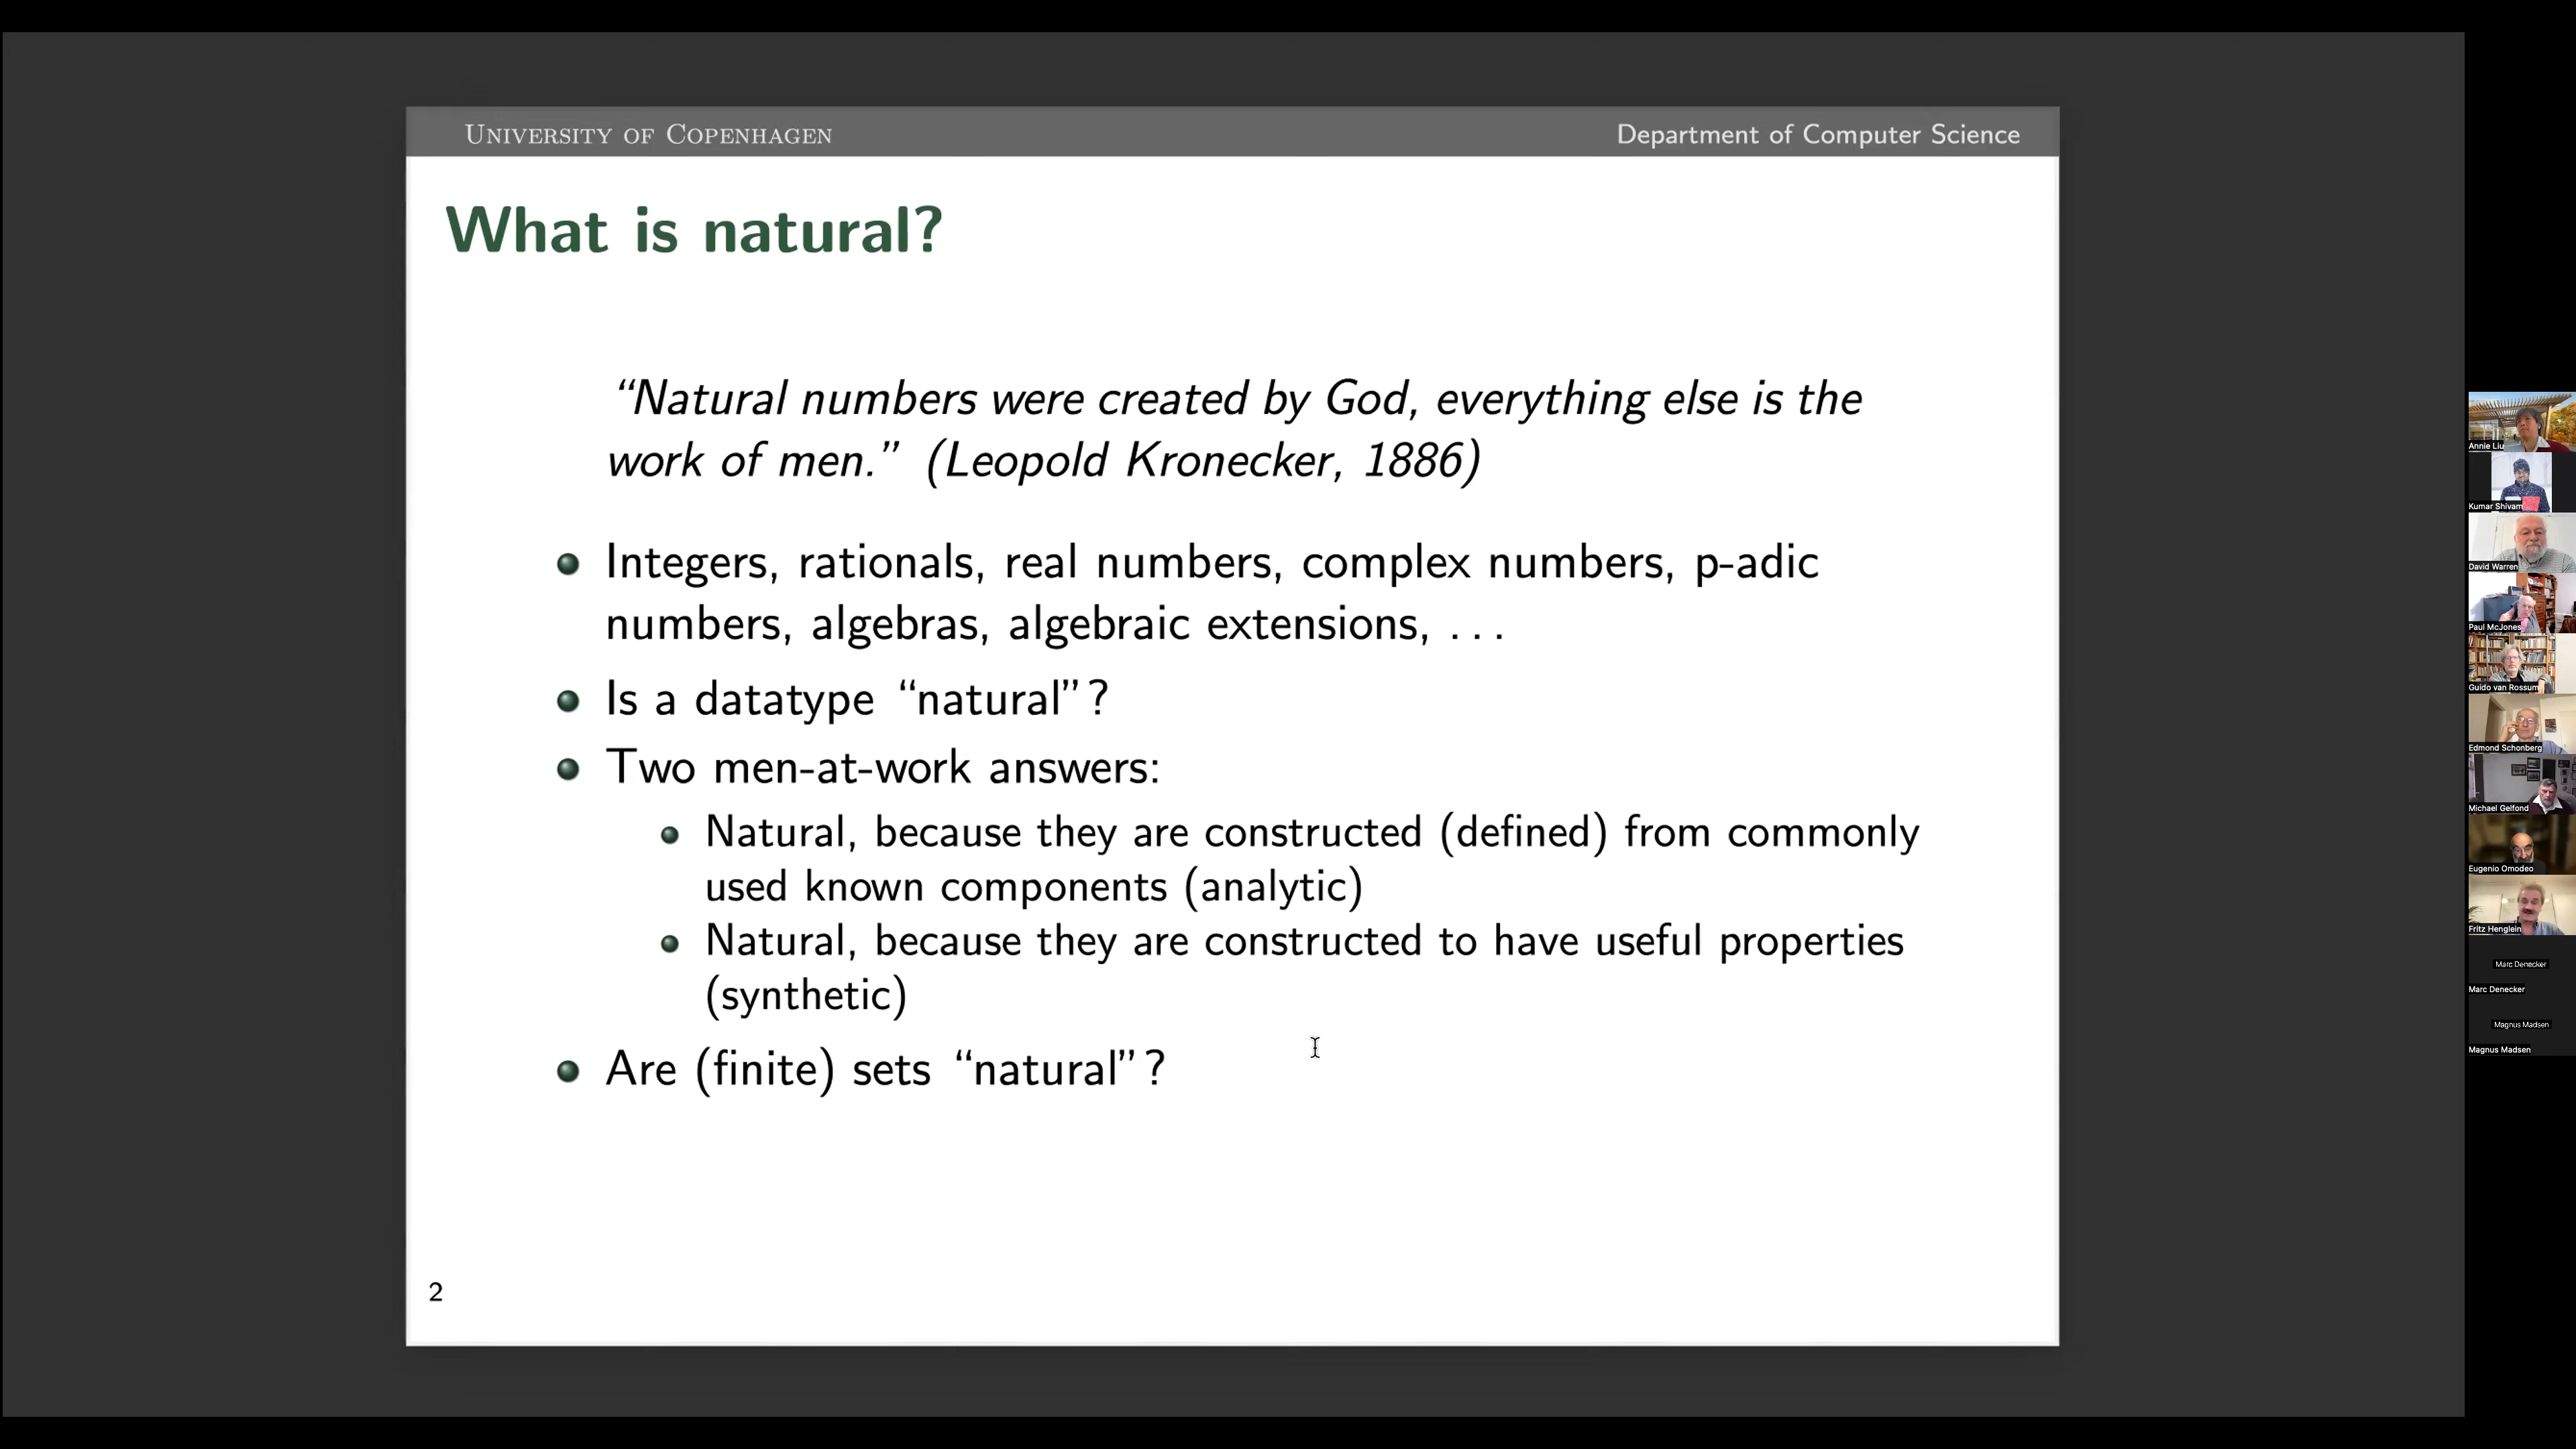 UNIVERSITY OF COPENHAGEN
Department of Computer Science
What is natural?
“Natural numbers were created by God, everything else is the
work of men.” (Leopold Kronecker, 1886)
Integers, rationals, real numbers, complex numbers, p-adic
numbers, algebras, algebraic extensions, . . .
Is a datatype “natural”?
Two men-at-work answers:
Natural, because they are constructed (defined) from commonly
used known components (analytic)
Natural, because they are constructed to have useful properties
(synthetic)
Are (finite) sets “natural”?
2
Annie Liu
Kumar Shivam
David Warren
Paul McJones
Guido van Rossum
Edmond Schonberg
Michael Gelfond
Eugenio Omodeo
Fritz Henglein
Marc Denecker
Marc Denecker
Magnus Madsen
Magnus Madsen